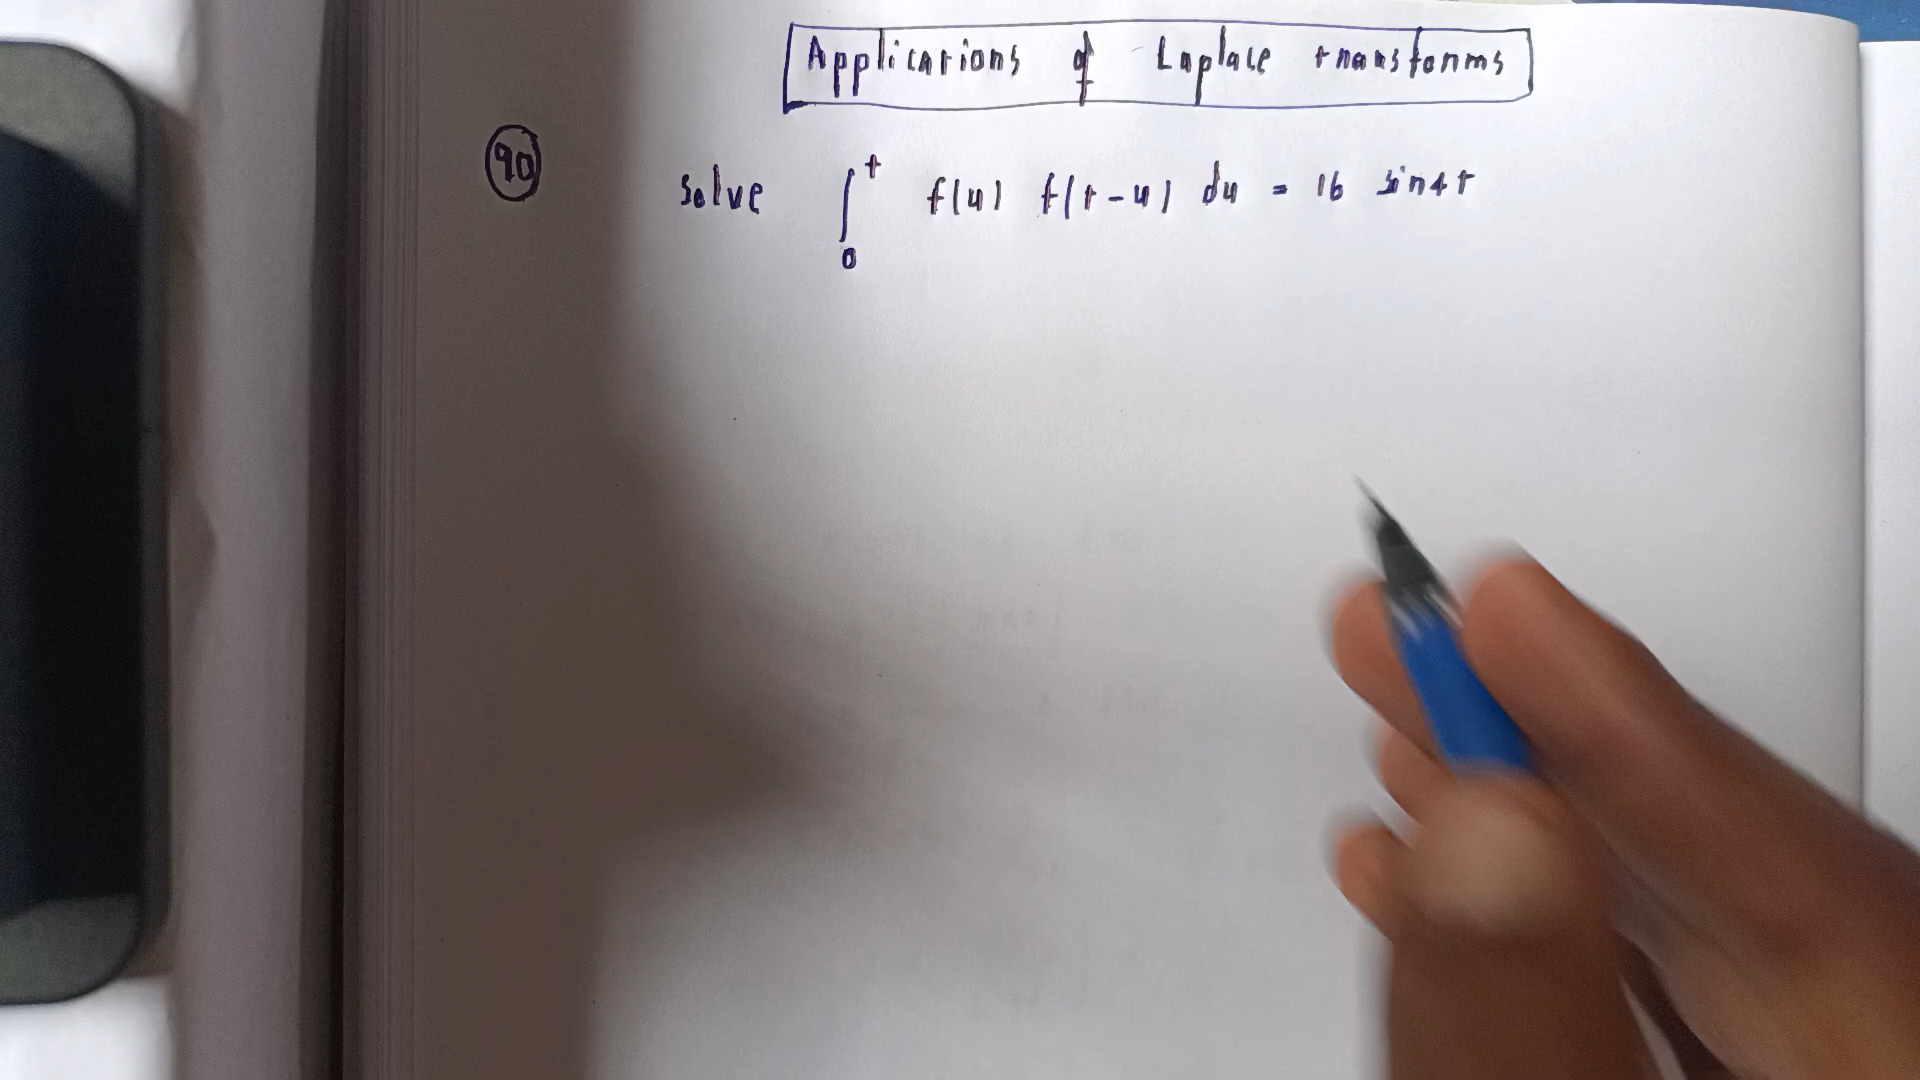 Applications of Laplace transforms
90
Solve ∫₀ᵗ f(u) f(t-u) du = 16 sin4t